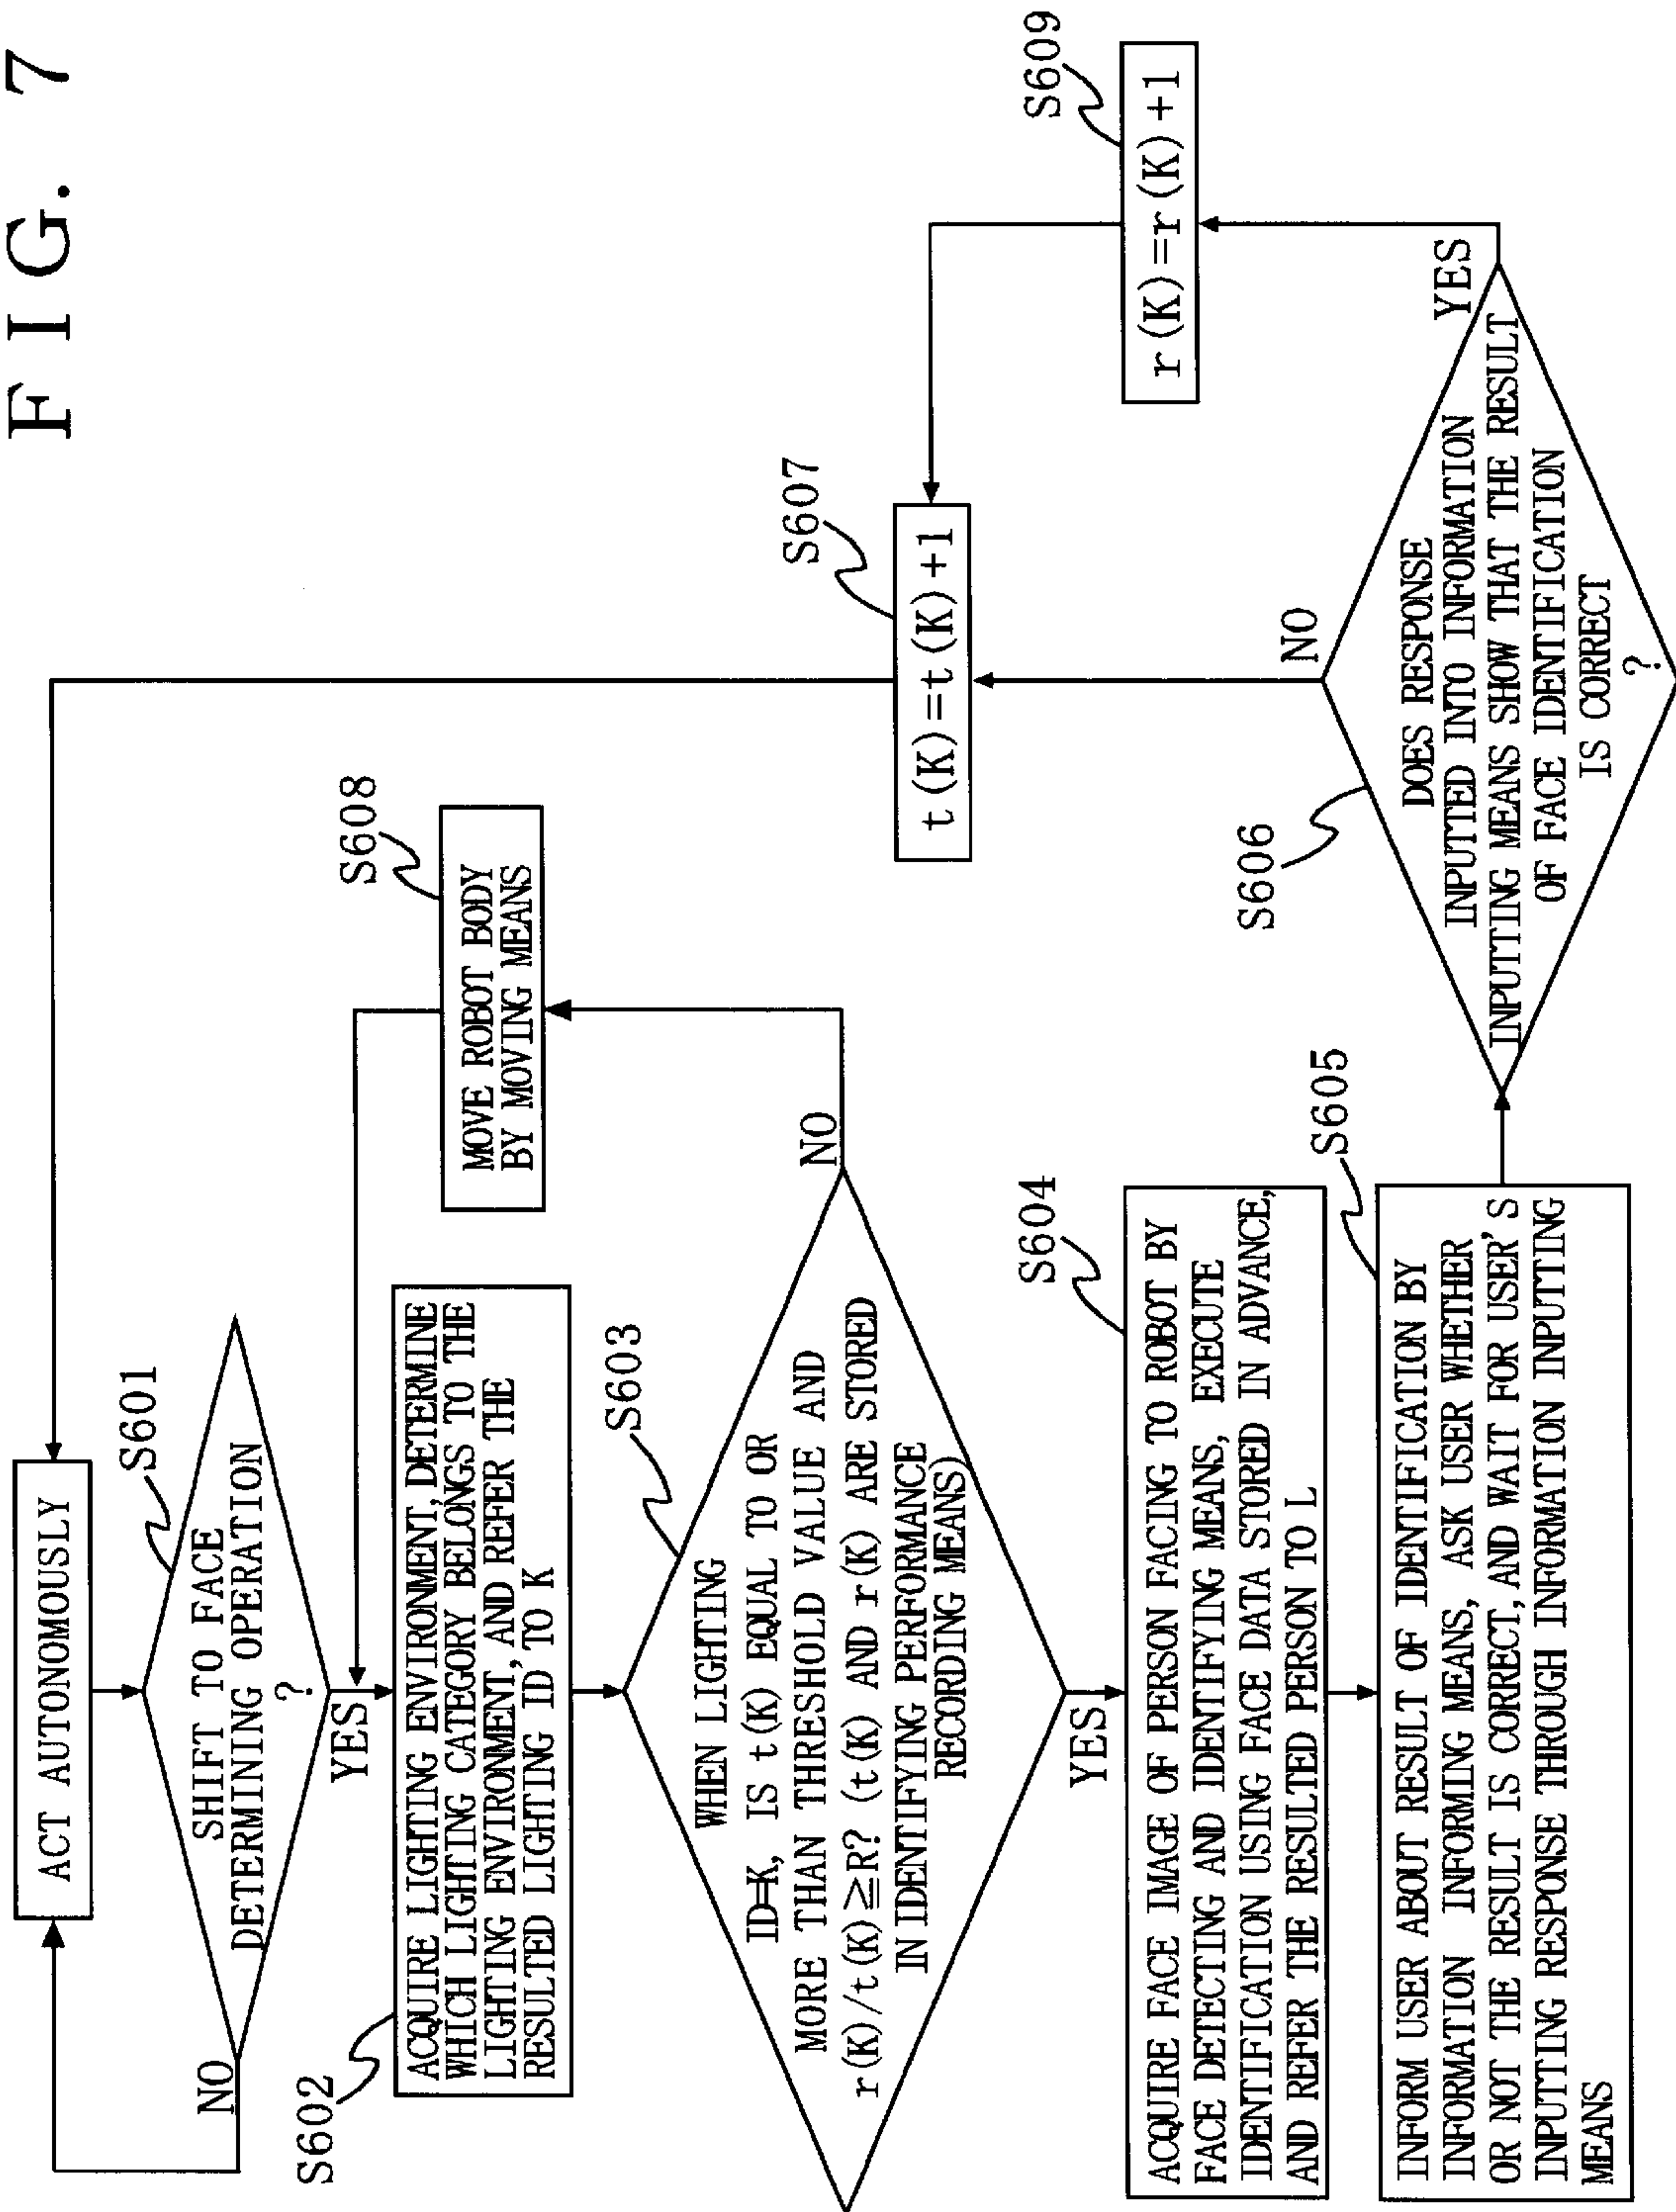 FIG. 7
ACT AUTONOMOUSLY
S601
SHIFT TO FACE
DETERMINING OPERATION
?
NO
YES
S602
ACQUIRE LIGHTING ENVIRONMENT, DETERMINE
WHICH LIGHTING CATEGORY BELONGS TO THE
LIGHTING ENVIRONMENT, AND REFER THE
RESULTED LIGHTING ID TO K
S608
MOVE ROBOT BODY
BY MOVING MEANS
S603
WHEN LIGHTING
ID=K, IS t(K) EQUAL TO OR
MORE THAN THRESHOLD VALUE AND
r(K)/t(K)≧R? (t(K) AND r(K) ARE STORED
IN IDENTIFYING PERFORMANCE
RECORDING MEANS)
NO
YES
S604
ACQUIRE FACE IMAGE OF PERSON FACING TO ROBOT BY
FACE DETECTING AND IDENTIFYING MEANS, EXECUTE
IDENTIFICATION USING FACE DATA STORED IN ADVANCE,
AND REFER THE RESULTED PERSON TO L
S605
INFORM USER ABOUT RESULT OF IDENTIFICATION BY
INFORMATION INFORMING MEANS, ASK USER WHETHER
OR NOT THE RESULT IS CORRECT, AND WAIT FOR USER'S
INPUTTING RESPONSE THROUGH INFORMATION INPUTTING
MEANS
S606
DOES RESPONSE
INPUTTED INTO INFORMATION
INPUTTING MEANS SHOW THAT THE RESULT
OF FACE IDENTIFICATION
IS CORRECT
?
NO
YES
S607
t(K)=t(K)+1
S609
r(K)=r(K)+1